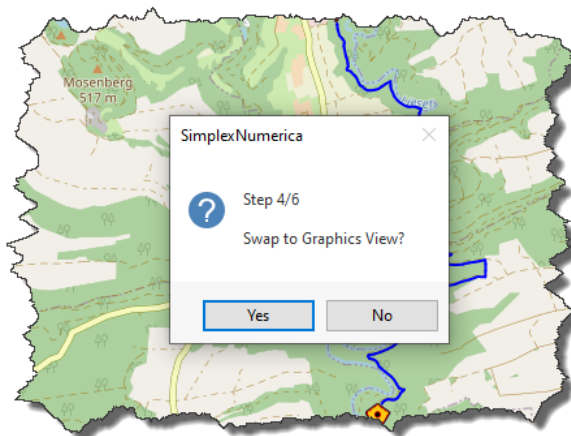 Mosenberg
517 m
SimplexNumerica
Step 4/6
Swap to Graphics View?
Yes
No